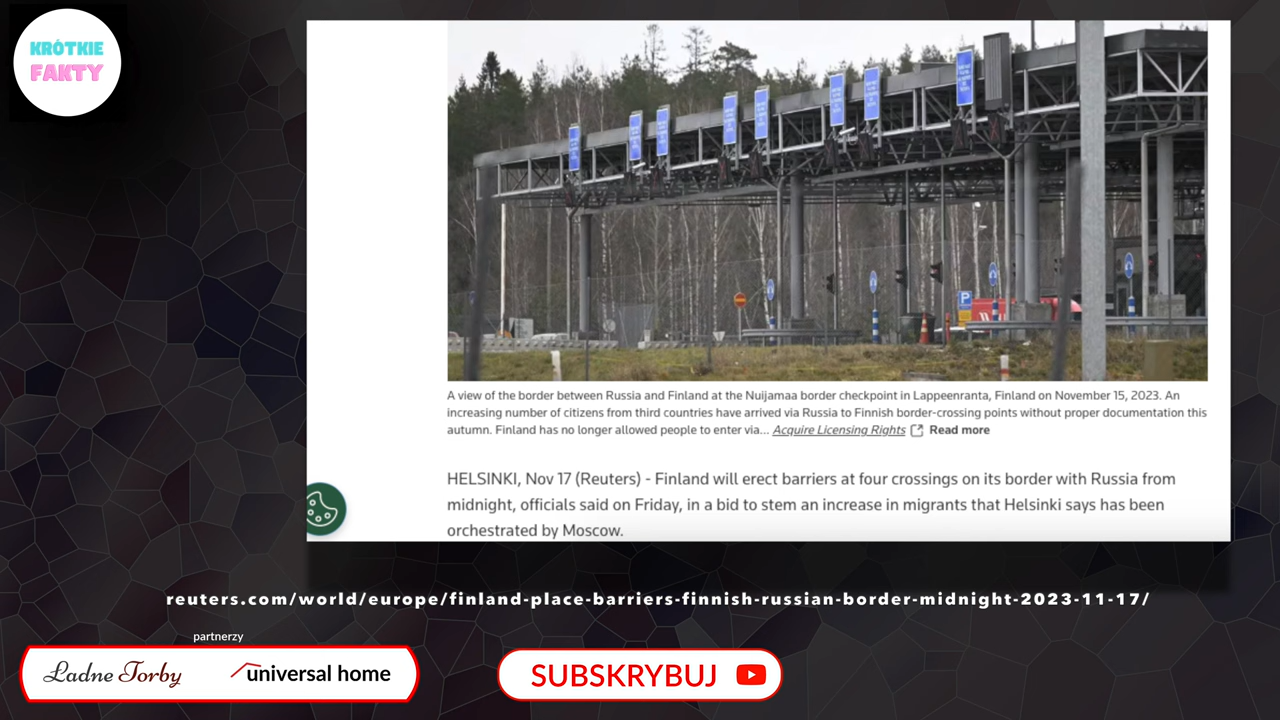 KRÓTKIE
FAKTY
A view of the border between Russia and Finland at the Nuijamaa border checkpoint in Lappeenranta, Finland on November 15, 2023. An
increasing number of citizens from third countries have arrived via Russia to Finnish border-crossing points without proper documentation this
autumn. Finland has no longer allowed people to enter via... Acquire Licensing Rights Read more
HELSINKI, Nov 17 (Reuters) - Finland will erect barriers at four crossings on its border with Russia from
midnight, officials said on Friday, in a bid to stem an increase in migrants that Helsinki says has been
orchestrated by Moscow.
reuters.com/world/europe/finland-place-barriers-finnish-russian-border-midnight-2023-11-17/
partnerzy
Ładne Torby
universal home
SUBSKRYBUJ